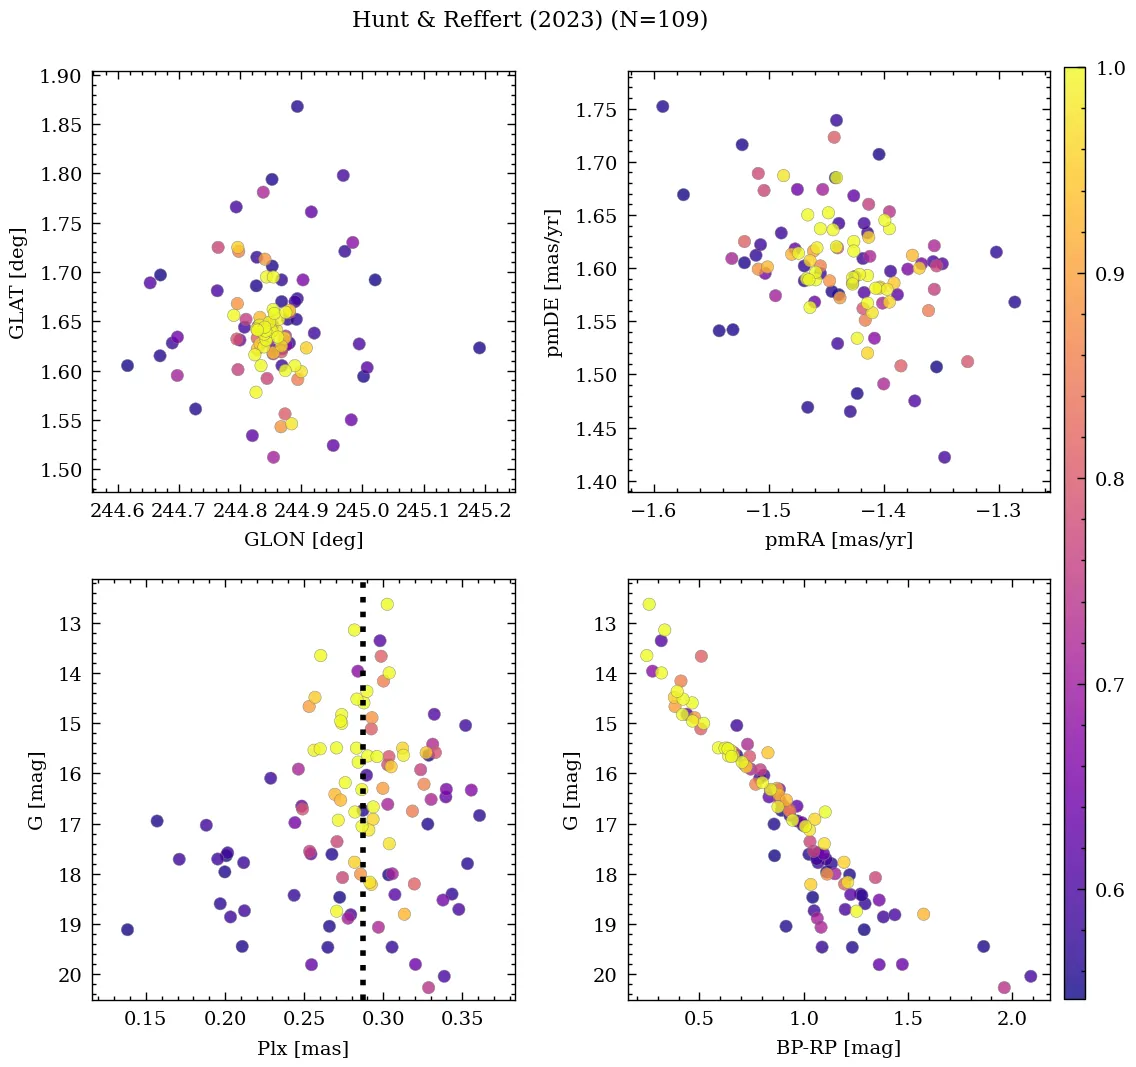 Hunt & Reffert (2023) (N=109)
1.90
1.85
1.80
1.75
1.70
1.65
1.60
1.55
1.50
GLAT [deg]
244.6 244.7 244.8 244.9 245.0 245.1 245.2
GLON [deg]
1.75
1.70
1.65
1.60
1.55
1.50
1.45
1.40
pmDE [mas/yr]
−1.6 −1.5 −1.4 −1.3
pmRA [mas/yr]
13
14
15
16
17
18
19
20
G [mag]
0.15 0.20 0.25 0.30 0.35
Plx [mas]
13
14
15
16
17
18
19
20
G [mag]
0.5 1.0 1.5 2.0
BP-RP [mag]
1.0
0.9
0.8
0.7
0.6